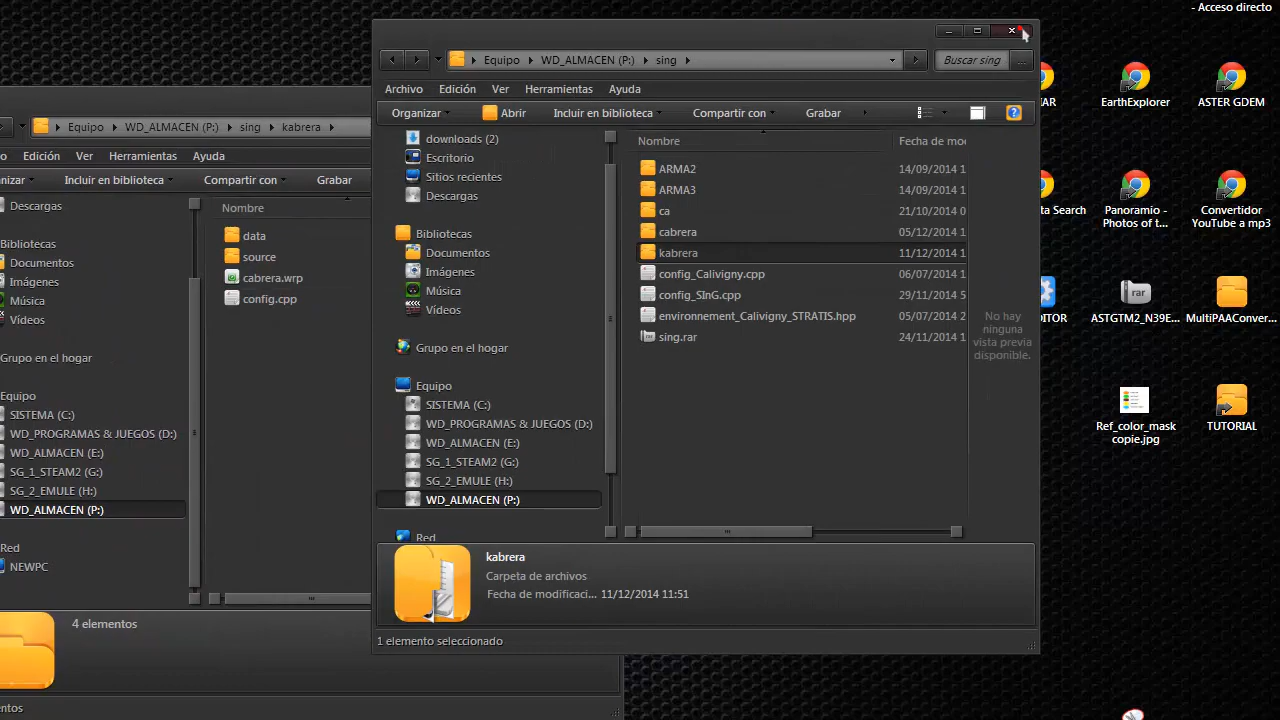 - Acceso directo
Equipo WD_ALMACEN (P:) sing
Buscar sing
Archivo Edición Ver Herramientas Ayuda
Organizar Abrir Incluir en biblioteca Compartir con Grabar
downloads (2)
Escritorio
Sitios recientes
Descargas
Bibliotecas
Documentos
Imágenes
Música
Vídeos
Grupo en el hogar
Equipo
SISTEMA (C:)
WD_PROGRAMAS & JUEGOS (D:)
WD_ALMACEN (E:)
SG_1_STEAM2 (G:)
SG_2_EMULE (H:)
WD_ALMACEN (P:)
Red
Nombre Fecha de mo
ARMA2 14/09/2014 1
ARMA3 14/09/2014 1
ca 21/10/2014 0
cabrera 05/12/2014 1
kabrera 11/12/2014 1
config_Calivigny.cpp 06/07/2014 1
config_SInG.cpp 29/11/2014 5
environnement_Calivigny_STRATIS.hpp 05/07/2014 2
sing.rar 24/11/2014 1
No hay
ninguna
vista previa
disponible.
kabrera
Carpeta de archivos
Fecha de modificaci... 11/12/2014 11:51
1 elemento seleccionado
Equipo WD_ALMACEN (P:) sing kabrera
o Edición Ver Herramientas Ayuda
nizar Incluir en biblioteca Compartir con Grabar
Descargas
Bibliotecas
Documentos
Imágenes
Música
Vídeos
Grupo en el hogar
Equipo
SISTEMA (C:)
WD_PROGRAMAS & JUEGOS (D:)
WD_ALMACEN (E:)
SG_1_STEAM2 (G:)
SG_2_EMULE (H:)
WD_ALMACEN (P:)
Red
NEWPC
Nombre
data
source
cabrera.wrp
config.cpp
4 elementos
entos
AR
EarthExplorer
ASTER GDEM
ta Search
Panoramio -
Photos of t...
Convertidor
YouTube a mp3
DITOR
rar
ASTGTM2_N39E...
MultiPAAConver...
Ref_color_mask
copie.jpg
TUTORIAL